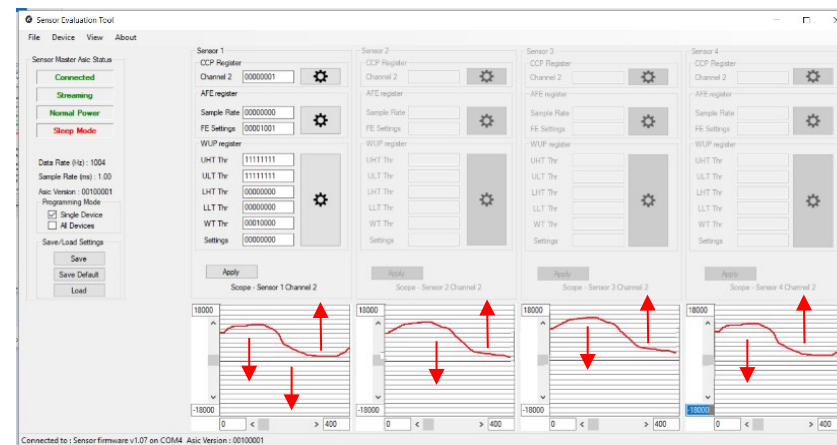 Sensor Evaluation Tool
File Device View About
Sensor Master Asic Status
Connected
Streaming
Normal Power
Sleep Mode
Data Rate (Hz) : 1004
Sample Rate (ms) : 1.00
Asic Version : 00100001
Programming Mode
Single Device
All Devices
Save/Load Settings
Save
Save Default
Load
Sensor 1
CCP Register
Channel 2 00000001
AFE register
Sample Rate 00000000
FE Settings 00001001
WUP register
UHT Thr 11111111
ULT Thr 11111111
LHT Thr 00000000
LLT Thr 00000000
WT Thr 00010000
Settings 00000000
Apply
Scope - Sensor 1 Channel 2
18000
-18000
0 < > 400
Sensor 2
CCP Register
Channel 2
AFE register
Sample Rate
FE Settings
WUP register
UHT Thr
ULT Thr
LHT Thr
LLT Thr
WT Thr
Settings
Apply
Scope - Sensor 2 Channel 2
18000
-18000
0 < > 400
Sensor 3
CCP Register
Channel 2
AFE register
Sample Rate
FE Settings
WUP register
UHT Thr
ULT Thr
LHT Thr
LLT Thr
WT Thr
Settings
Apply
Scope - Sensor 3 Channel 2
18000
-18000
0 < > 400
Sensor 4
CCP Register
Channel 2
AFE register
Sample Rate
FE Settings
WUP register
UHT Thr
ULT Thr
LHT Thr
LLT Thr
WT Thr
Settings
Apply
Scope - Sensor 4 Channel 2
18000
-18000
0 < > 400
Connected to : Sensor firmware v1.07 on COM4 Asic Version : 00100001